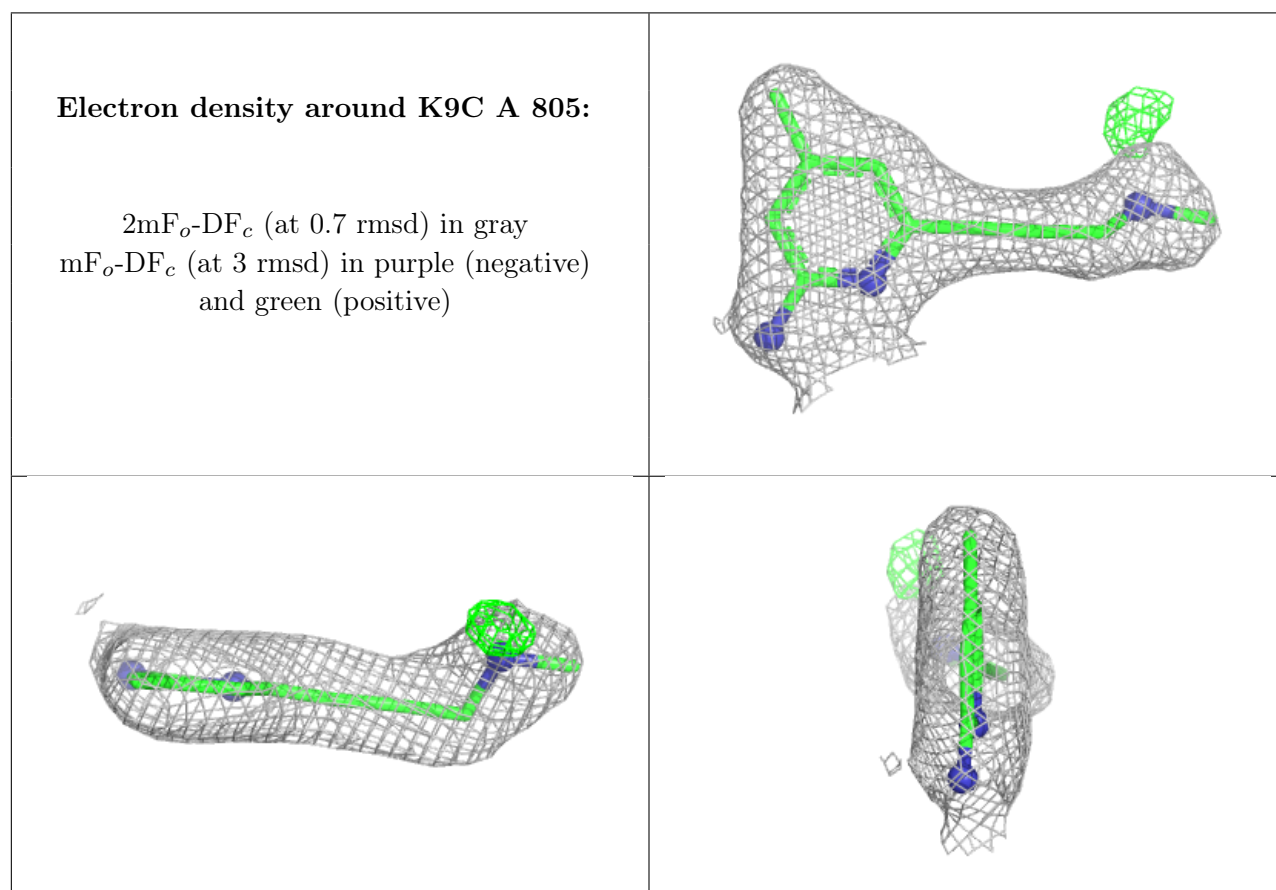 Electron density around K9C A 805:
2mFₒ-DF𝒸 (at 0.7 rmsd) in gray
mFₒ-DF𝒸 (at 3 rmsd) in purple (negative)
and green (positive)